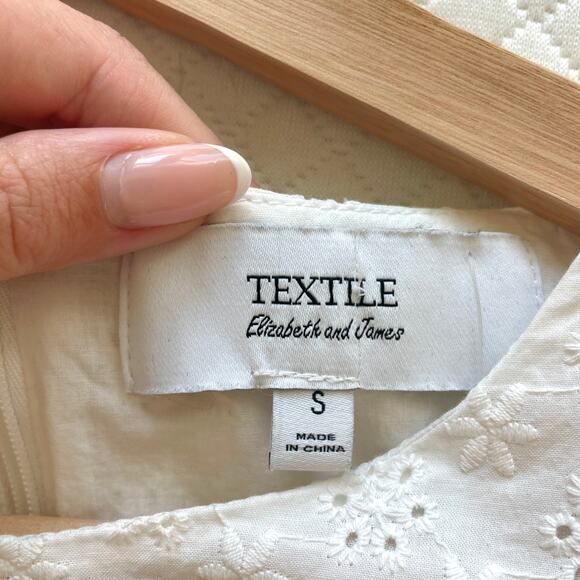 TEXTILE
Elizabeth and James
S
MADE
IN CHINA